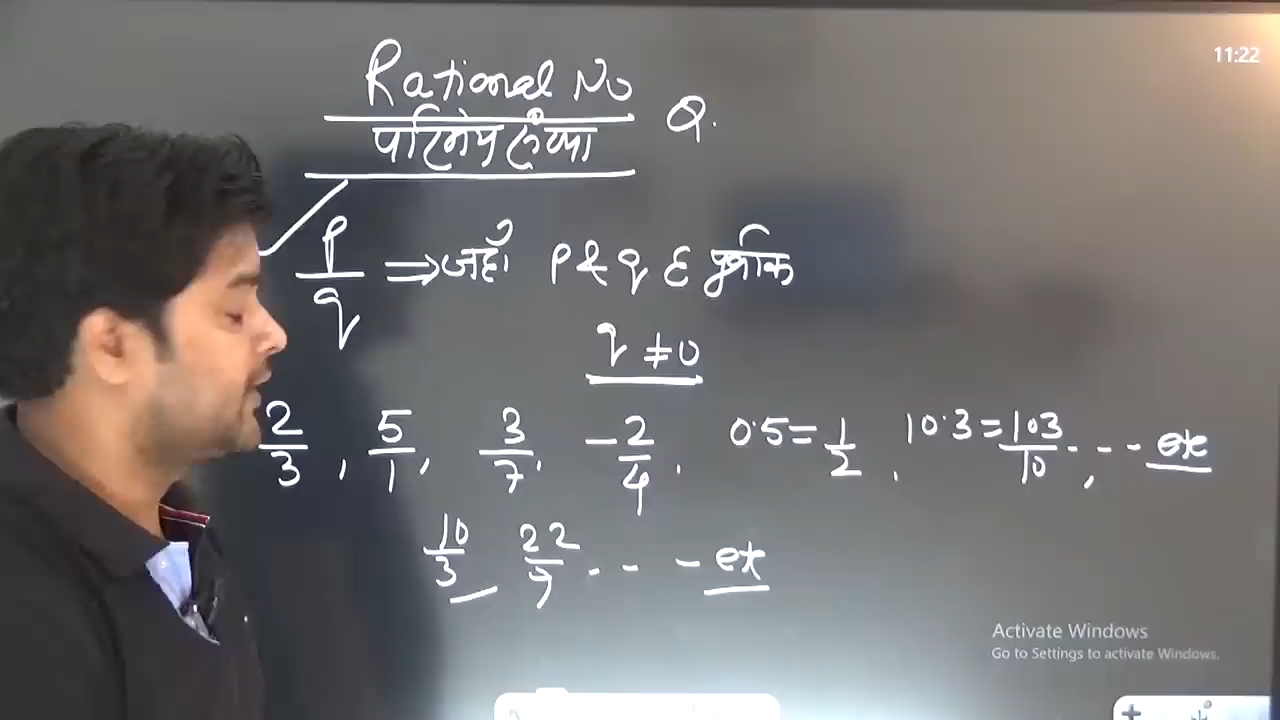 11:22
Rational No
परिमेय संख्या Q.
p/q ⇒ जहाँ p & q ∈ पूर्णांक
q ≠ 0
2/3, 5/1, 3/7, -2/4, 0.5=1/2, 10.3=103/10, --- etc
10/3 22/7 --- et
Activate Windows
Go to Settings to activate Windows.